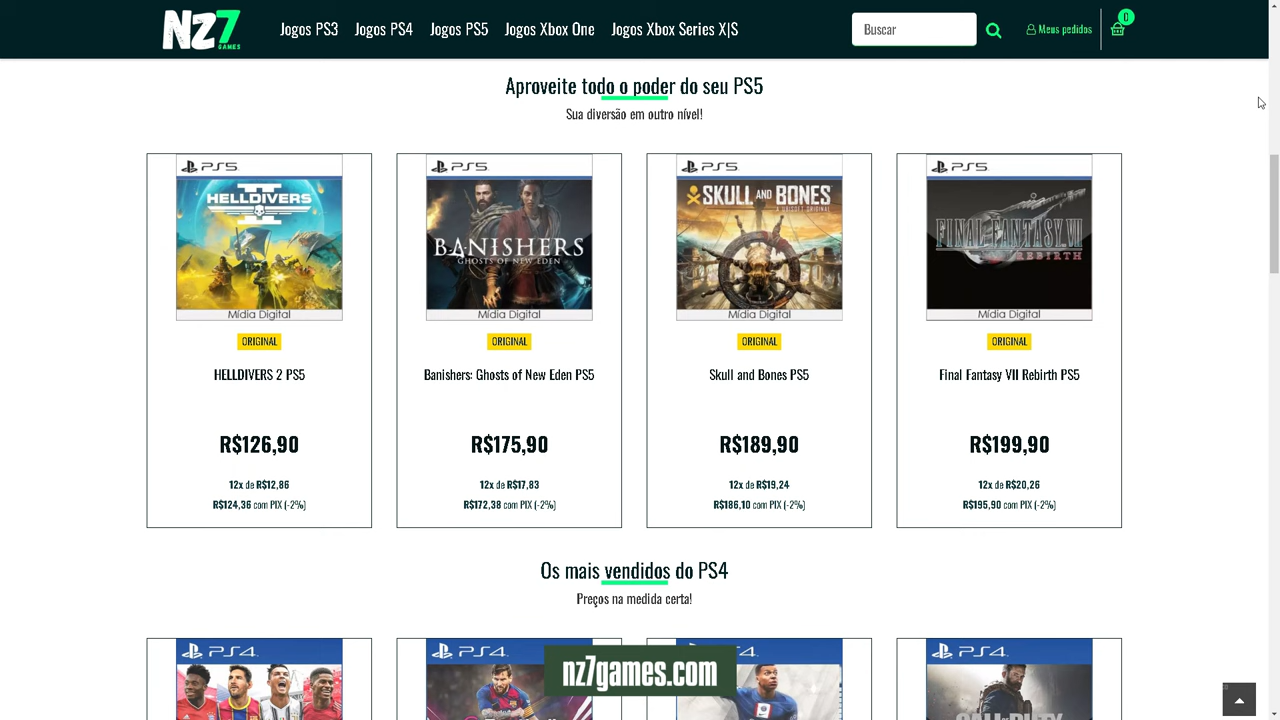 NZ7
GAMES
Jogos PS3
Jogos PS4
Jogos PS5
Jogos Xbox One
Jogos Xbox Series X|S
Buscar
Meus pedidos
0
Aproveite todo o poder do seu PS5
Sua diversão em outro nível!
PS5
HELLDIVERS
II
Mídia Digital
ORIGINAL
HELLDIVERS 2 PS5
R$126,90
12x de R$12,86
R$124,36 com PIX (-2%)
PS5
BANISHERS
GHOSTS OF NEW EDEN
Mídia Digital
ORIGINAL
Banishers: Ghosts of New Eden PS5
R$175,90
12x de R$17,83
R$172,38 com PIX (-2%)
PS5
SKULL AND BONES
A UBISOFT ORIGINAL
Mídia Digital
ORIGINAL
Skull and Bones PS5
R$189,90
12x de R$19,24
R$186,10 com PIX (-2%)
PS5
FINAL FANTASY VII
REBIRTH
Mídia Digital
ORIGINAL
Final Fantasy VII Rebirth PS5
R$199,90
12x de R$20,26
R$195,90 com PIX (-2%)
Os mais vendidos do PS4
Preços na medida certa!
PS4
PS4
PS4
PS4
CALL OF DUTY
nz7games.com